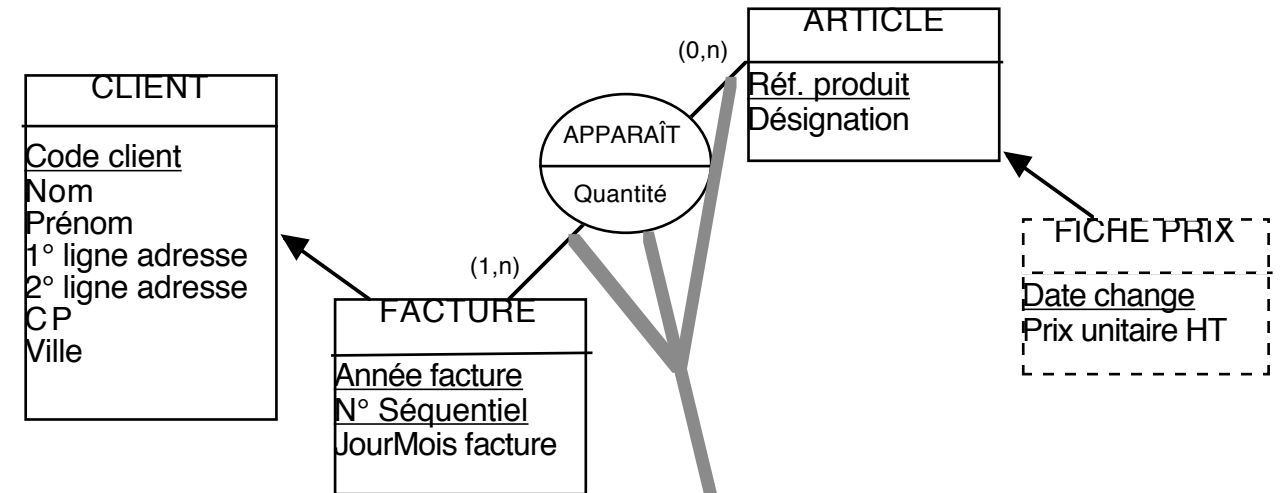 CLIENT
Code client
Nom
Prénom
1° ligne adresse
2° ligne adresse
CP
Ville
(1,n)
FACTURE
Année facture
N° Séquentiel
JourMois facture
APPARAÎT
Quantité
(0,n)
ARTICLE
Réf. produit
Désignation
FICHE PRIX
Date change
Prix unitaire HT